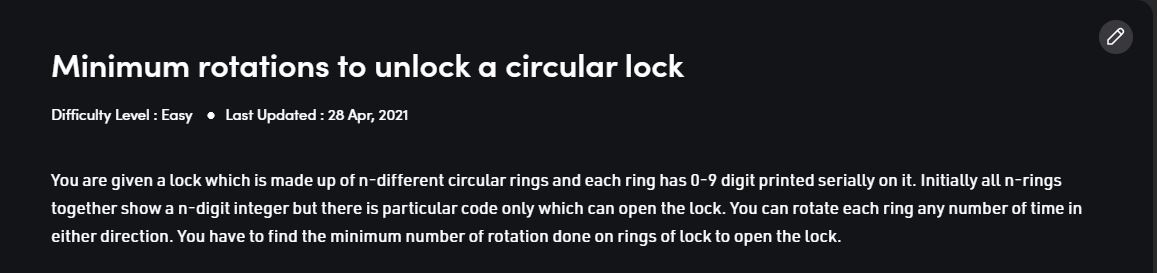 Minimum rotations to unlock a circular lock
Difficulty Level : Easy ● Last Updated : 28 Apr, 2021
You are given a lock which is made up of n-different circular rings and each ring has 0-9 digit printed serially on it. Initially all n-rings
together show a n-digit integer but there is particular code only which can open the lock. You can rotate each ring any number of time in
either direction. You have to find the minimum number of rotation done on rings of lock to open the lock.